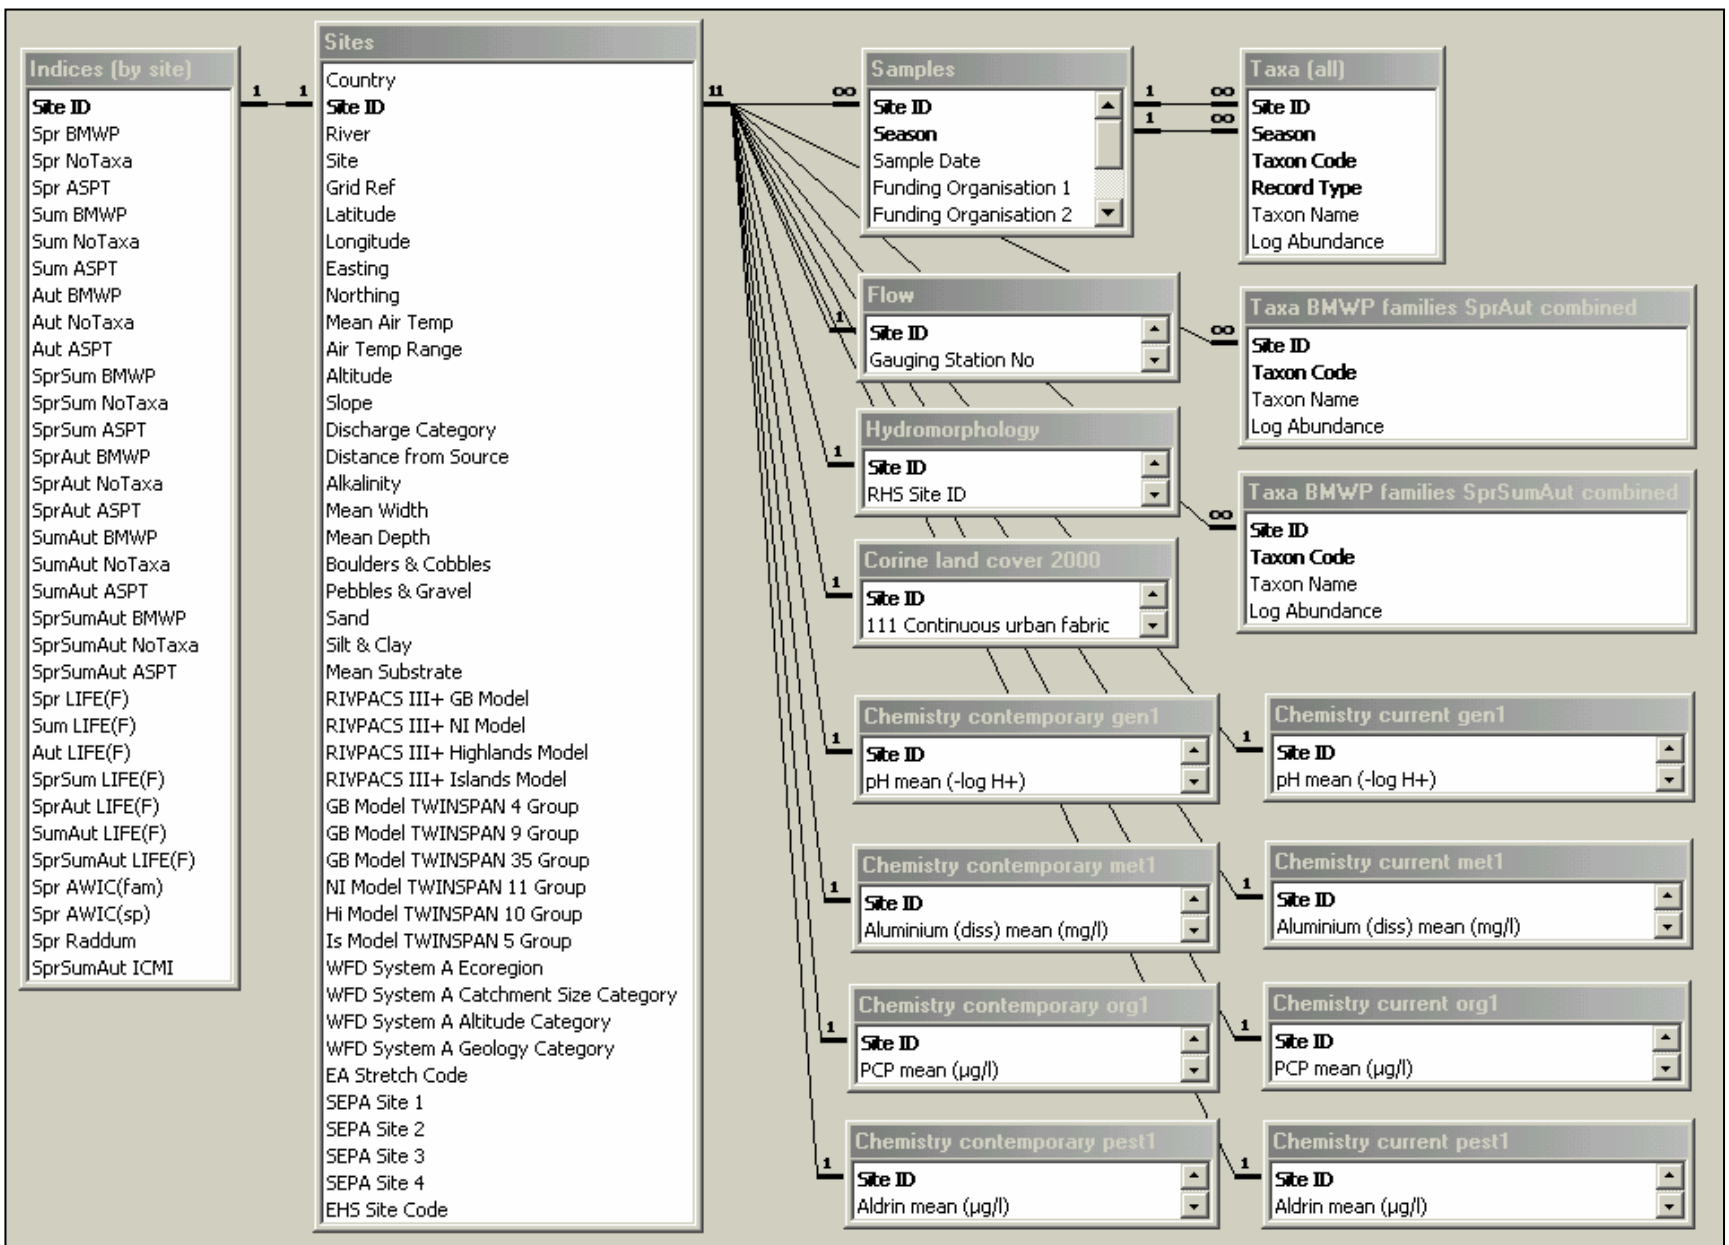 Indices (by site)
1
1
Site ID
Spr BMWP
Spr NoTaxa
Spr ASPT
Sum BMWP
Sum NoTaxa
Sum ASPT
Aut BMWP
Aut NoTaxa
Aut ASPT
SprSum BMWP
SprSum NoTaxa
SprSum ASPT
SprAut BMWP
SprAut NoTaxa
SprAut ASPT
SumAut BMWP
SumAut NoTaxa
SumAut ASPT
SprSumAut BMWP
SprSumAut NoTaxa
SprSumAut ASPT
Spr LIFE(F)
Sum LIFE(F)
Aut LIFE(F)
SprSum LIFE(F)
SprAut LIFE(F)
SumAut LIFE(F)
SprSumAut LIFE(F)
Spr AWIC(fam)
Spr AWIC(sp)
Spr Raddum
SprSumAut ICMI
Sites
Country
Site ID
River
Site
Grid Ref
Latitude
Longitude
Easting
Northing
Mean Air Temp
Air Temp Range
Altitude
Slope
Discharge Category
Distance from Source
Alkalinity
Mean Width
Mean Depth
Boulders & Cobbles
Pebbles & Gravel
Sand
Silt & Clay
Mean Substrate
RIVPACS III+ GB Model
RIVPACS III+ NI Model
RIVPACS III+ Highlands Model
RIVPACS III+ Islands Model
GB Model TWINSPAN 4 Group
GB Model TWINSPAN 9 Group
GB Model TWINSPAN 35 Group
NI Model TWINSPAN 11 Group
Hi Model TWINSPAN 10 Group
Is Model TWINSPAN 5 Group
WFD System A Ecoregion
WFD System A Catchment Size Category
WFD System A Altitude Category
WFD System A Geology Category
EA Stretch Code
SEPA Site 1
SEPA Site 2
SEPA Site 3
SEPA Site 4
EHS Site Code
11
∞
Samples
Site ID
Season
Sample Date
Funding Organisation 1
Funding Organisation 2
1
∞
1
∞
Taxa (all)
Site ID
Season
Taxon Code
Record Type
Taxon Name
Log Abundance
1
Flow
Site ID
Gauging Station No
∞
Taxa BMWP families SprAut combined
Site ID
Taxon Code
Taxon Name
Log Abundance
1
Hydromorphology
Site ID
RHS Site ID
∞
Taxa BMWP families SprSumAut combined
Site ID
Taxon Code
Taxon Name
Log Abundance
1
Corine land cover 2000
Site ID
111 Continuous urban fabric
1
Chemistry contemporary gen1
Site ID
pH mean (-log H+)
1
Chemistry current gen1
Site ID
pH mean (-log H+)
1
Chemistry contemporary met1
Site ID
Aluminium (diss) mean (mg/l)
1
Chemistry current met1
Site ID
Aluminium (diss) mean (mg/l)
1
Chemistry contemporary org1
Site ID
PCP mean (µg/l)
1
Chemistry current org1
Site ID
PCP mean (µg/l)
1
Chemistry contemporary pest1
Site ID
Aldrin mean (µg/l)
1
Chemistry current pest1
Site ID
Aldrin mean (µg/l)